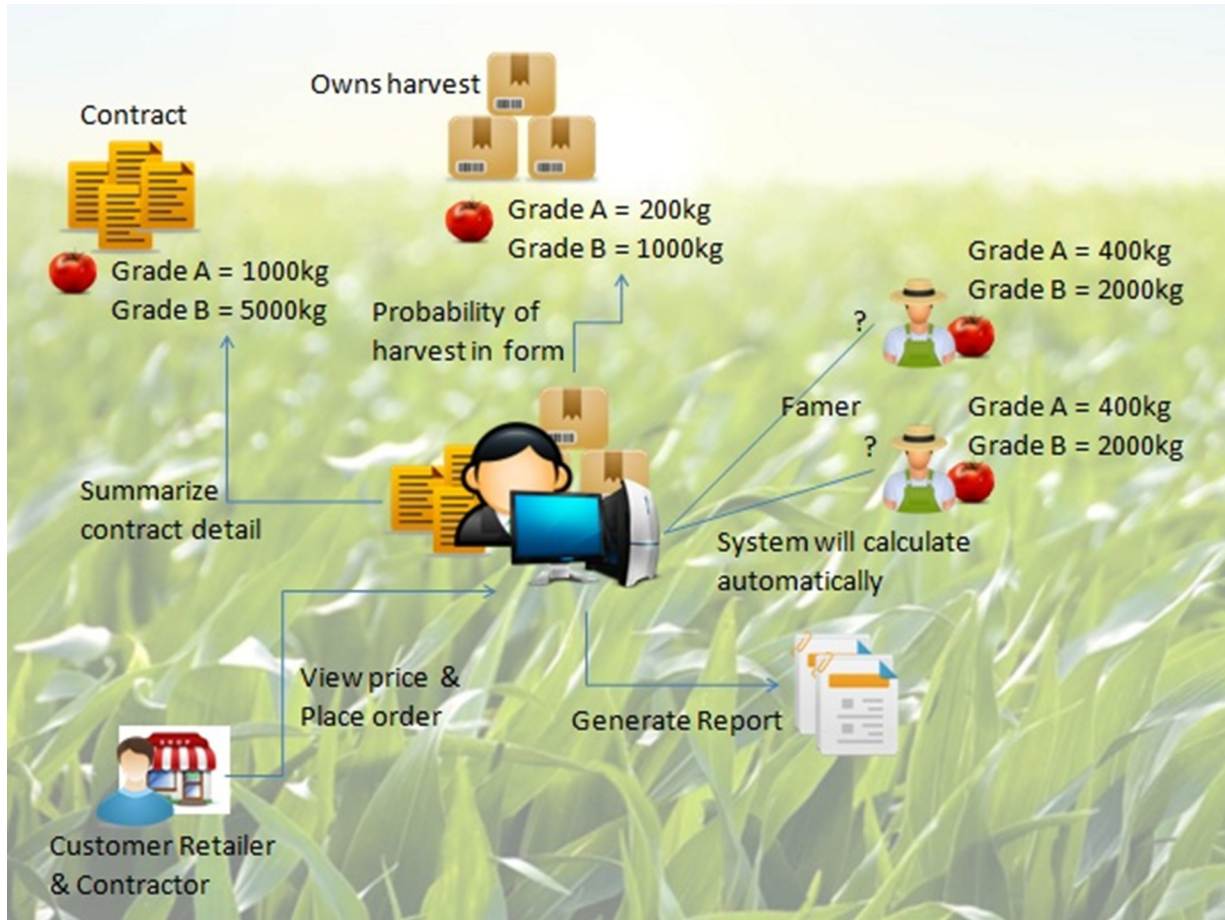 Owns harvest
Contract
Grade A = 200kg
Grade B = 1000kg
Grade A = 1000kg
Grade B = 5000kg
Probability of
harvest in form
Grade A = 400kg
Grade B = 2000kg
?
Famer
Grade A = 400kg
Grade B = 2000kg
?
Summarize
contract detail
System will calculate
automatically
View price &
Place order
Generate Report
Customer Retailer
& Contractor